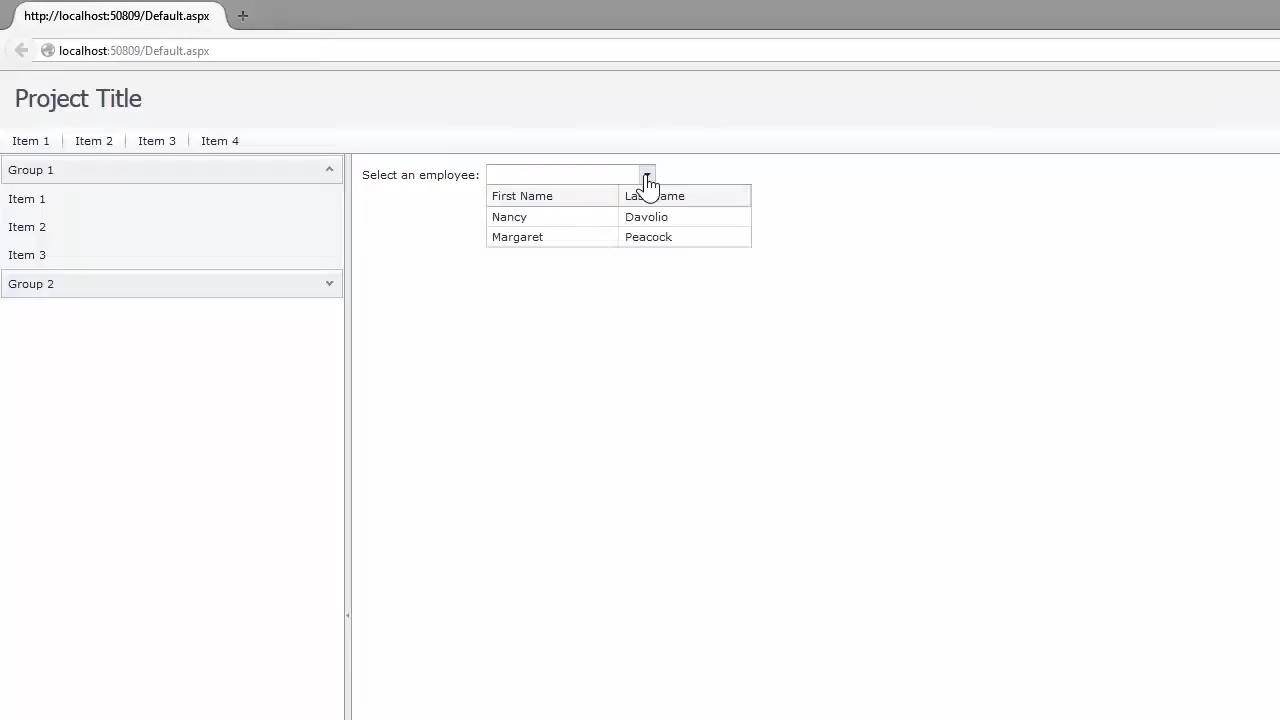 http://localhost:50809/Default.aspx
localhost:50809/Default.aspx
Project Title
Item 1 Item 2 Item 3 Item 4
Group 1
Item 1
Item 2
Item 3
Group 2
Select an employee:
First Name
Nancy Davolio
Margaret Peacock